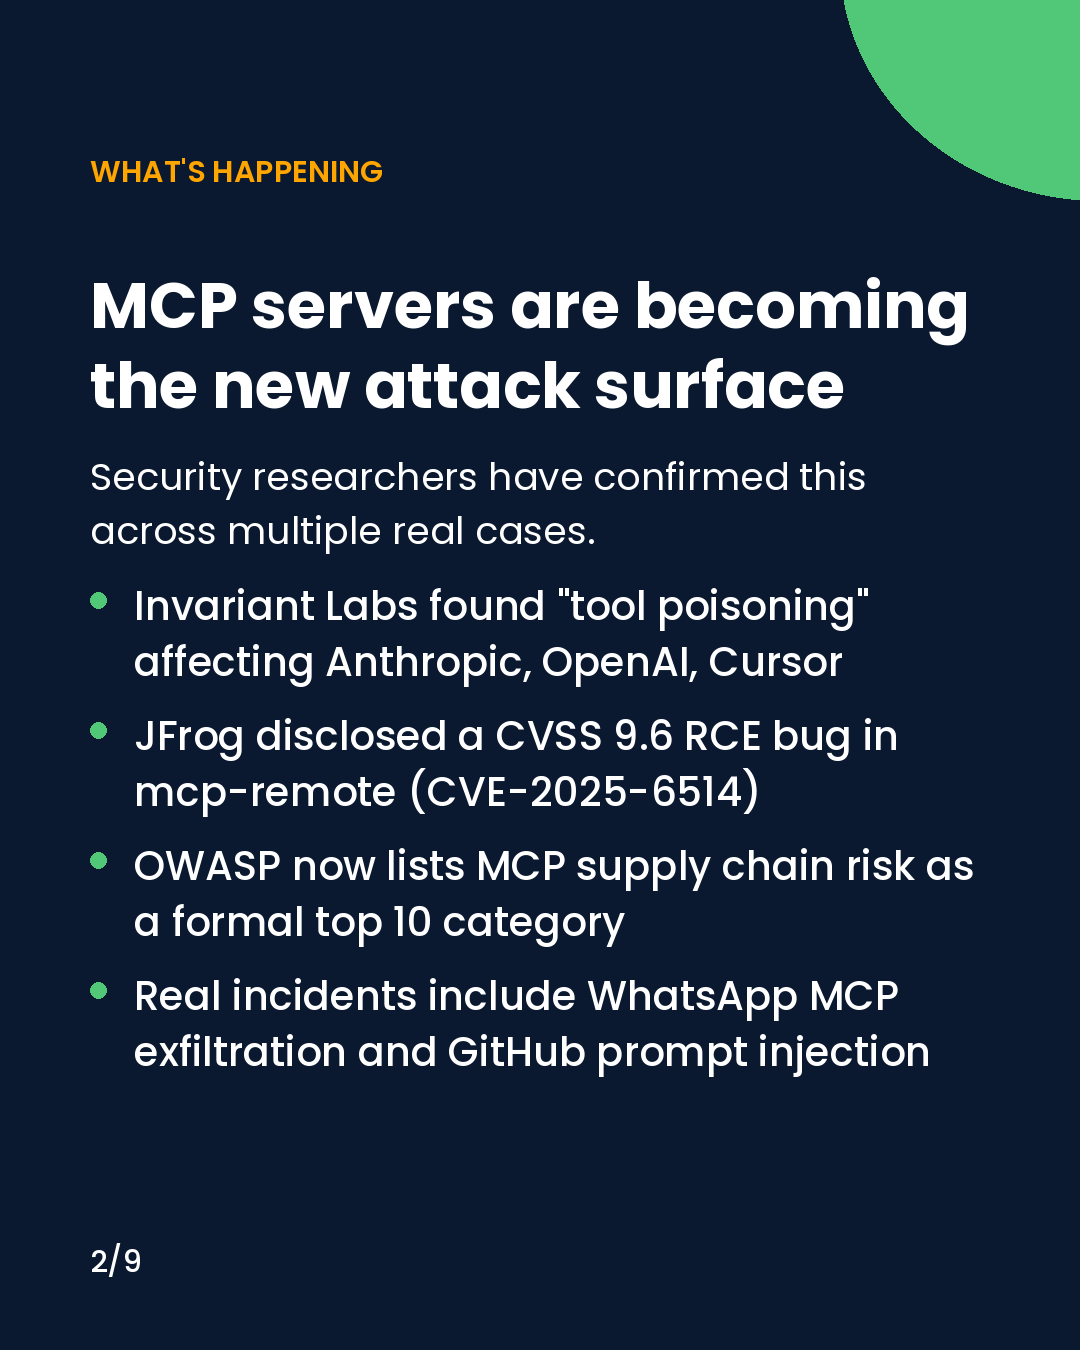 WHAT'S HAPPENING
MCP servers are becoming
the new attack surface
Security researchers have confirmed this
across multiple real cases.
Invariant Labs found "tool poisoning"
affecting Anthropic, OpenAI, Cursor
JFrog disclosed a CVSS 9.6 RCE bug in
mcp-remote (CVE-2025-6514)
OWASP now lists MCP supply chain risk as
a formal top 10 category
Real incidents include WhatsApp MCP
exfiltration and GitHub prompt injection
2/9